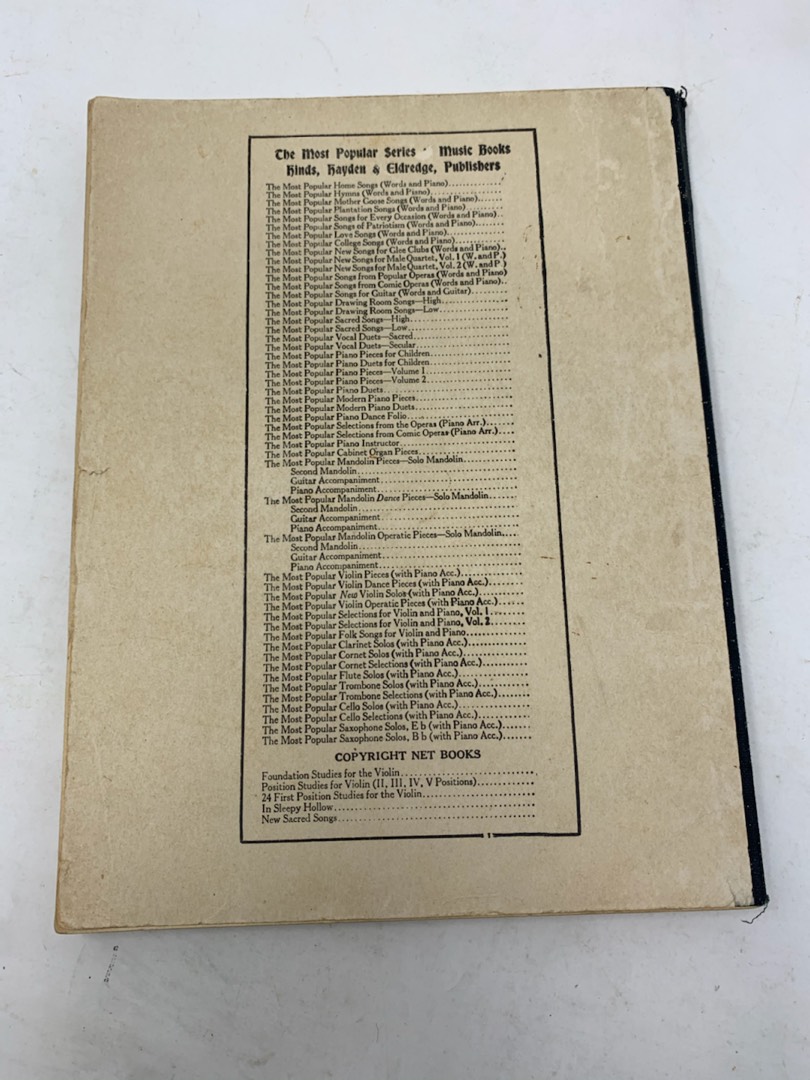 The Most Popular Series · Music Books
Hinds, Hayden & Eldredge, Publishers
The Most Popular Home Songs (Words and Piano)..............
The Most Popular Hymns (Words and Piano)..................
The Most Popular Mother Goose Songs (Words and Piano)......
The Most Popular Plantation Songs (Words and Piano).........
The Most Popular Songs for Every Occasion (Words and Piano)..
The Most Popular Songs of Patriotism (Words and Piano).......
The Most Popular Love Songs (Words and Piano)..............
The Most Popular College Songs (Words and Piano)............
The Most Popular New Songs for Glee Clubs (Words and Piano)..
The Most Popular New Songs for Male Quartet, Vol. 1 (W. and P.)
The Most Popular New Songs for Male Quartet, Vol. 2 (W. and P.)
The Most Popular Songs from Popular Operas (Words and Piano)
The Most Popular Songs from Comic Operas (Words and Piano)..
The Most Popular Songs for Guitar (Words and Guitar).........
The Most Popular Drawing Room Songs—High................
The Most Popular Drawing Room Songs—Low.................
The Most Popular Sacred Songs—High........................
The Most Popular Sacred Songs—Low.........................
The Most Popular Vocal Duets—Sacred.......................
The Most Popular Vocal Duets—Secular......................
The Most Popular Piano Pieces for Children....................
The Most Popular Piano Duets for Children....................
The Most Popular Piano Pieces—Volume 1.....................
The Most Popular Piano Pieces—Volume 2.....................
The Most Popular Piano Duets................................
The Most Popular Modern Piano Pieces.......................
The Most Popular Modern Piano Duets........................
The Most Popular Piano Dance Folio..........................
The Most Popular Selections from the Operas (Piano Arr.).......
The Most Popular Selections from Comic Operas (Piano Arr.)....
The Most Popular Piano Instructor............................
The Most Popular Cabinet Organ Pieces.......................
The Most Popular Mandolin Pieces—Solo Mandolin.............
Second Mandolin................................
Guitar Accompaniment...........................
Piano Accompaniment............................
The Most Popular Mandolin Dance Pieces—Solo Mandolin.......
Second Mandolin................................
Guitar Accompaniment...........................
Piano Accompaniment............................
The Most Popular Mandolin Operatic Pieces—Solo Mandolin....
Second Mandolin................................
Guitar Accompaniment...........................
Piano Accompaniment............................
The Most Popular Violin Pieces (with Piano Acc.)..............
The Most Popular Violin Dance Pieces (with Piano Acc.)........
The Most Popular New Violin Solos (with Piano Acc.)..........
The Most Popular Violin Operatic Pieces (with Piano Acc.)......
The Most Popular Selections for Violin and Piano, Vol. 1........
The Most Popular Selections for Violin and Piano, Vol. 2........
The Most Popular Folk Songs for Violin and Piano..............
The Most Popular Clarinet Solos (with Piano Acc.).............
The Most Popular Cornet Solos (with Piano Acc.)..............
The Most Popular Cornet Selections (with Piano Acc.)..........
The Most Popular Flute Solos (with Piano Acc.)................
The Most Popular Trombone Solos (with Piano Acc.)...........
The Most Popular Trombone Selections (with Piano Acc.).......
The Most Popular Cello Solos (with Piano Acc.)................
The Most Popular Cello Selections (with Piano Acc.)............
The Most Popular Saxophone Solos, E b (with Piano Acc.).......
The Most Popular Saxophone Solos, B b (with Piano Acc.).......
COPYRIGHT NET BOOKS
Foundation Studies for the Violin.............................
Position Studies for Violin (II, III, IV, V Positions).............
24 First Position Studies for the Violin........................
In Sleepy Hollow...........................................
New Sacred Songs..........................................